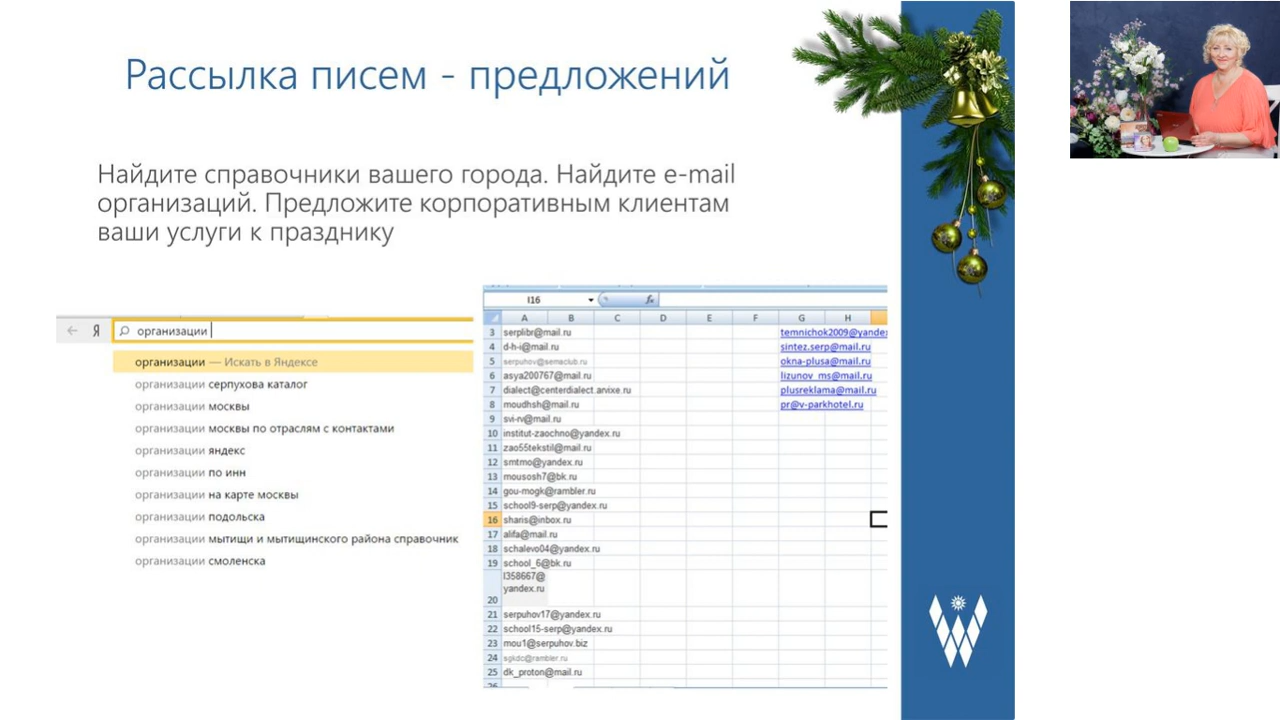 Рассылка писем - предложений
Найдите справочники вашего города. Найдите e-mail
организаций. Предложите корпоративным клиентам
ваши услуги к празднику
Я организации
организации — Искать в Яндексе
организации серпухова каталог
организации москвы
организации москвы по отраслям с контактами
организации яндекс
организации по инн
организации на карте москвы
организации подольска
организации мытищи и мытищинского района справочник
организации смоленска
I16 fx
A B C D E F G H
3 serplibr@mail.ru temnichok2009@yande
4 d-h-i@mail.ru sintez.serp@mail.ru
5 serpuhov@semaclub.ru okna-plusa@mail.ru
6 asya200767@mail.ru lizunov_ms@mail.ru
7 dialect@centerdialect.arvixe.ru plusreklama@mail.ru
8 moudhsh@mail.ru pr@v-parkhotel.ru
9 svi-rv@mail.ru
10 institut-zaochno@yandex.ru
11 zao55tekstil@mail.ru
12 smtmo@yandex.ru
13 mousosh7@bk.ru
14 gou-mogk@rambler.ru
15 school9-serp@yandex.ru
16 sharis@inbox.ru
17 alifa@mail.ru
18 schalevo04@yandex.ru
19 school_6@bk.ru
l358667@
yandex.ru
20
21 serpuhov17@yandex.ru
22 school15-serp@yandex.ru
23 mou1@serpuhov.biz
24 sgkdc@rambler.ru
25 dk_proton@mail.ru
26